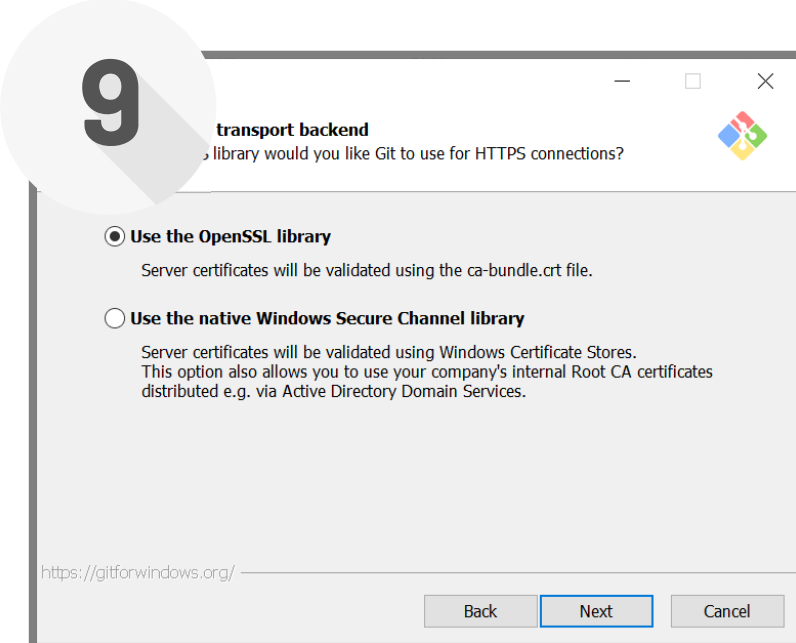 9
transport backend
library would you like Git to use for HTTPS connections?
Use the OpenSSL library
Server certificates will be validated using the ca-bundle.crt file.
Use the native Windows Secure Channel library
Server certificates will be validated using Windows Certificate Stores.
This option also allows you to use your company's internal Root CA certificates
distributed e.g. via Active Directory Domain Services.
https://gitforwindows.org/
Back Next Cancel